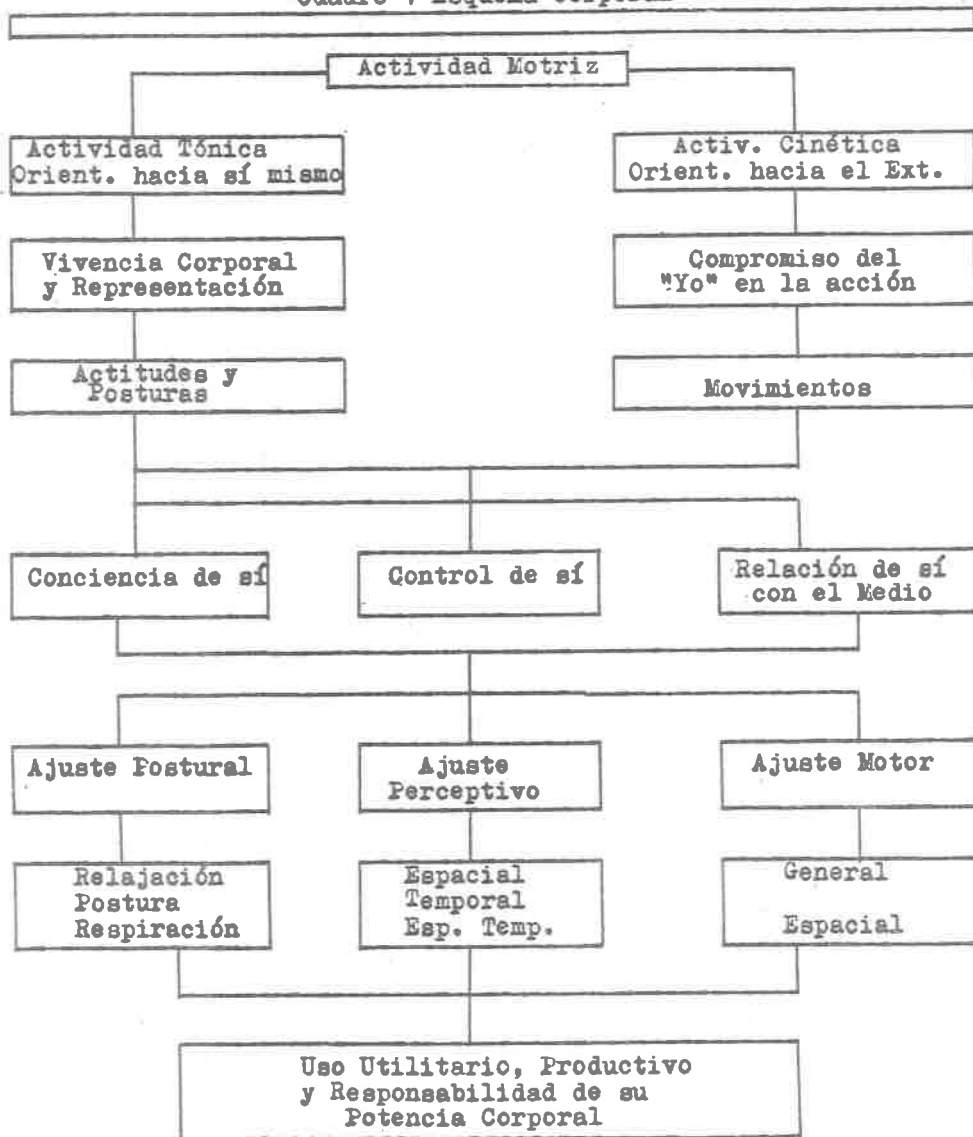 Actividad Motriz
Actividad Tónica
Orient. hacia sí mismo
Activ. Cinética
Orient. hacia el Ext.
Vivencia Corporal
y Representación
Compromiso del
"Yo" en la acción
Actitudes y
Posturas
Movimientos
Conciencia de sí
Control de sí
Relación de sí
con el Medio
Ajuste Postural
Ajuste
Perceptivo
Ajuste Motor
Relajación
Postura
Respiración
Espacial
Temporal
Esp. Temp.
General
Espacial
Uso Utilitario, Productivo
y Responsabilidad de su
Potencia Corporal